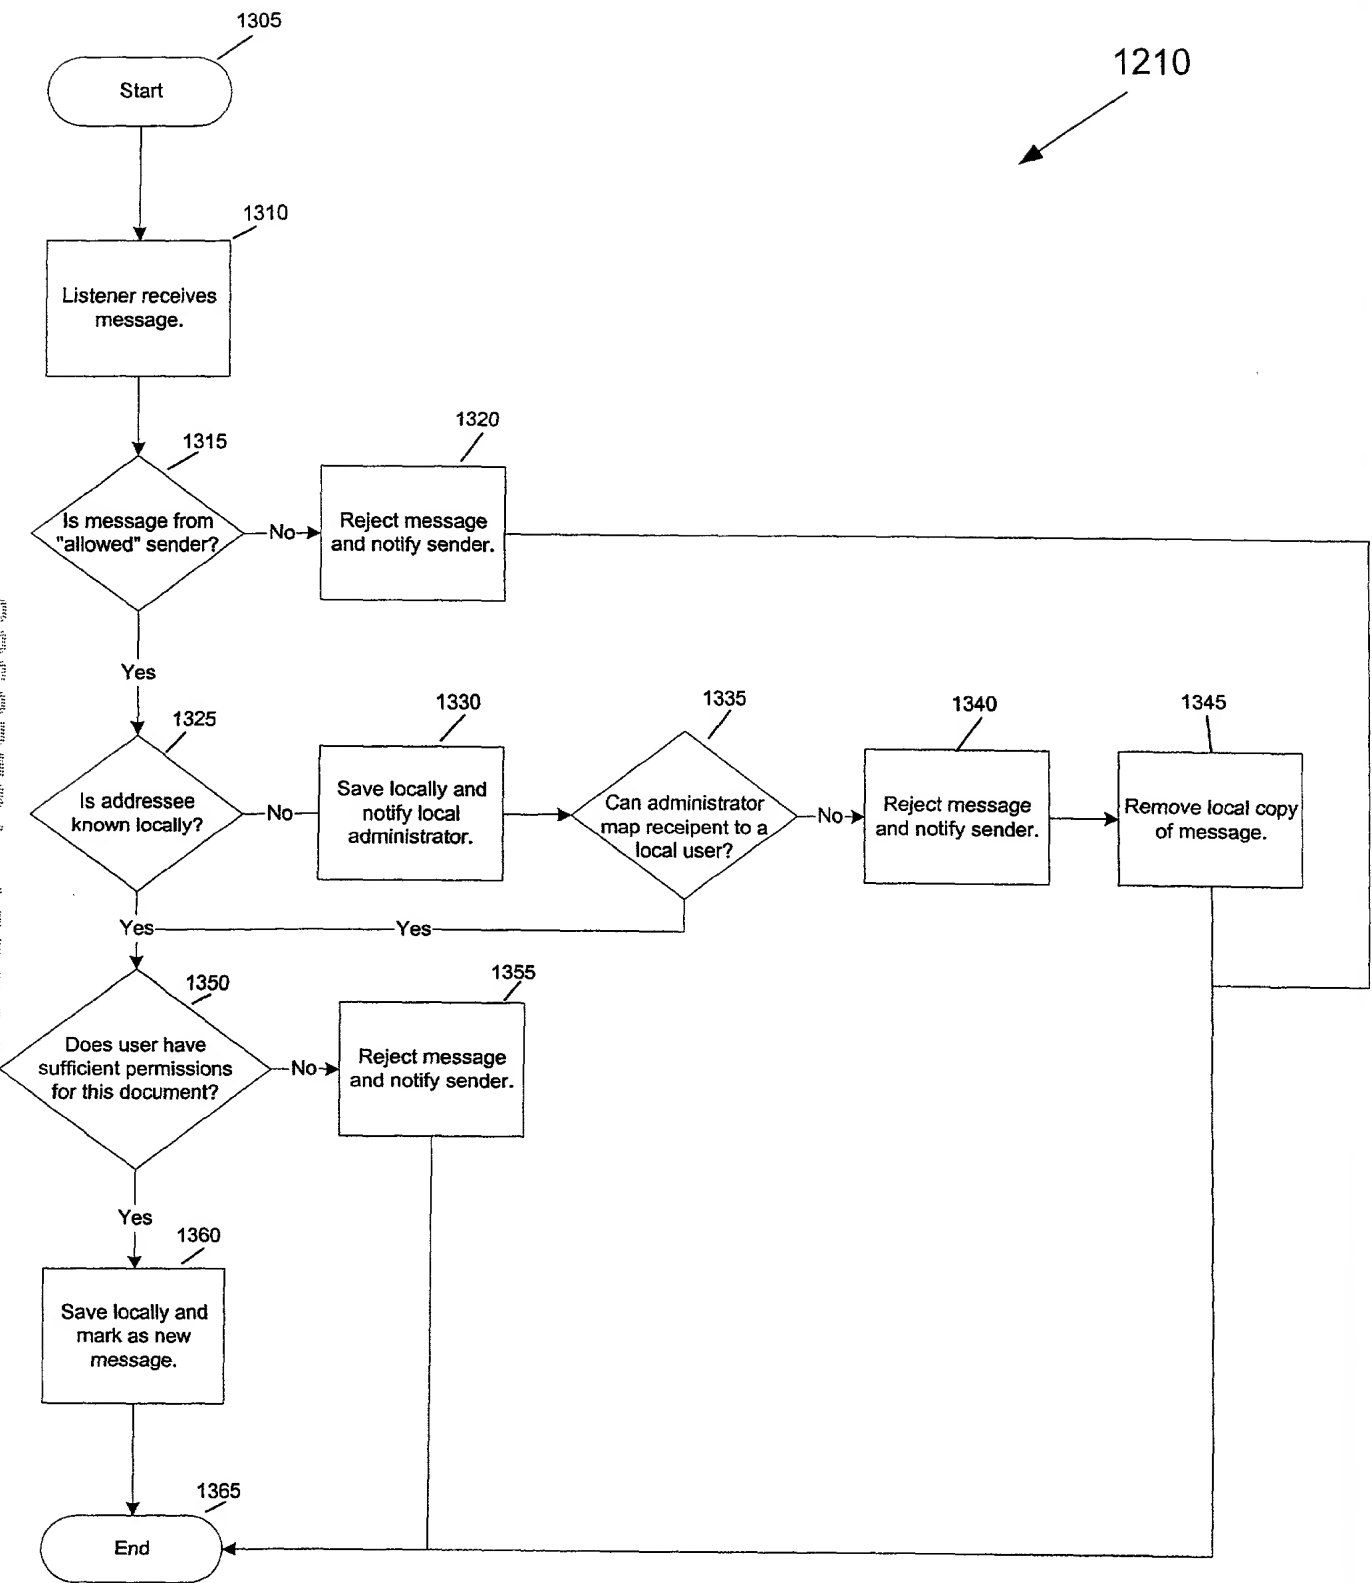 1305
1210
Start
1310
Listener receives
message.
1315
1320
Is message from
"allowed" sender?
No
Reject message
and notify sender.
Yes
1325
1330
1335
1340
1345
Is addressee
known locally?
No
Save locally and
notify local
administrator.
Can administrator
map receipent to a
local user?
No
Reject message
and notify sender.
Remove local copy
of message.
Yes
Yes
1350
1355
Does user have
sufficient permissions
for this document?
No
Reject message
and notify sender.
Yes
1360
Save locally and
mark as new
message.
1365
End